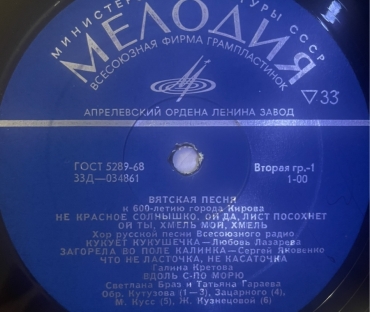 МИНИСТЕРСТВО КУЛЬТУРЫ СССР
МЕЛОДИЯ
ВСЕСОЮЗНАЯ ФИРМА ГРАМПЛАСТИНОК
▽33
АПРЕЛЕВСКИЙ ОРДЕНА ЛЕНИНА ЗАВОД
ГОСТ 5289-68
33Д—034861
Вторая гр.-1
1-00
ВЯТСКАЯ ПЕСНЯ
к 600-летию города Кирова
НЕ КРАСНОЕ СОЛНЫШКО, ОЙ ДА, ЛИСТ ПОСОХНЕТ
ОЙ ТЫ, ХМЕЛЬ МОЙ, ХМЕЛЬ
Хор русской песни Всесоюзного радио
КУКУЕТ КУКУШЕЧКА—Любовь Лазарева
ЗАГОРЕЛА ВО ПОЛЕ КАЛИНКА—Сергей Яковенко
ЧТО НЕ ЛАСТОЧКА, НЕ КАСАТОЧКА
Галина Кретова
ВДОЛЬ С-ПО МОРЮ
Светлана Браз и Татьяна Гараева
Обр. Кутузова (1—3), Зацарного (4),
М. Кусс (5), Ж. Кузнецовой (6)